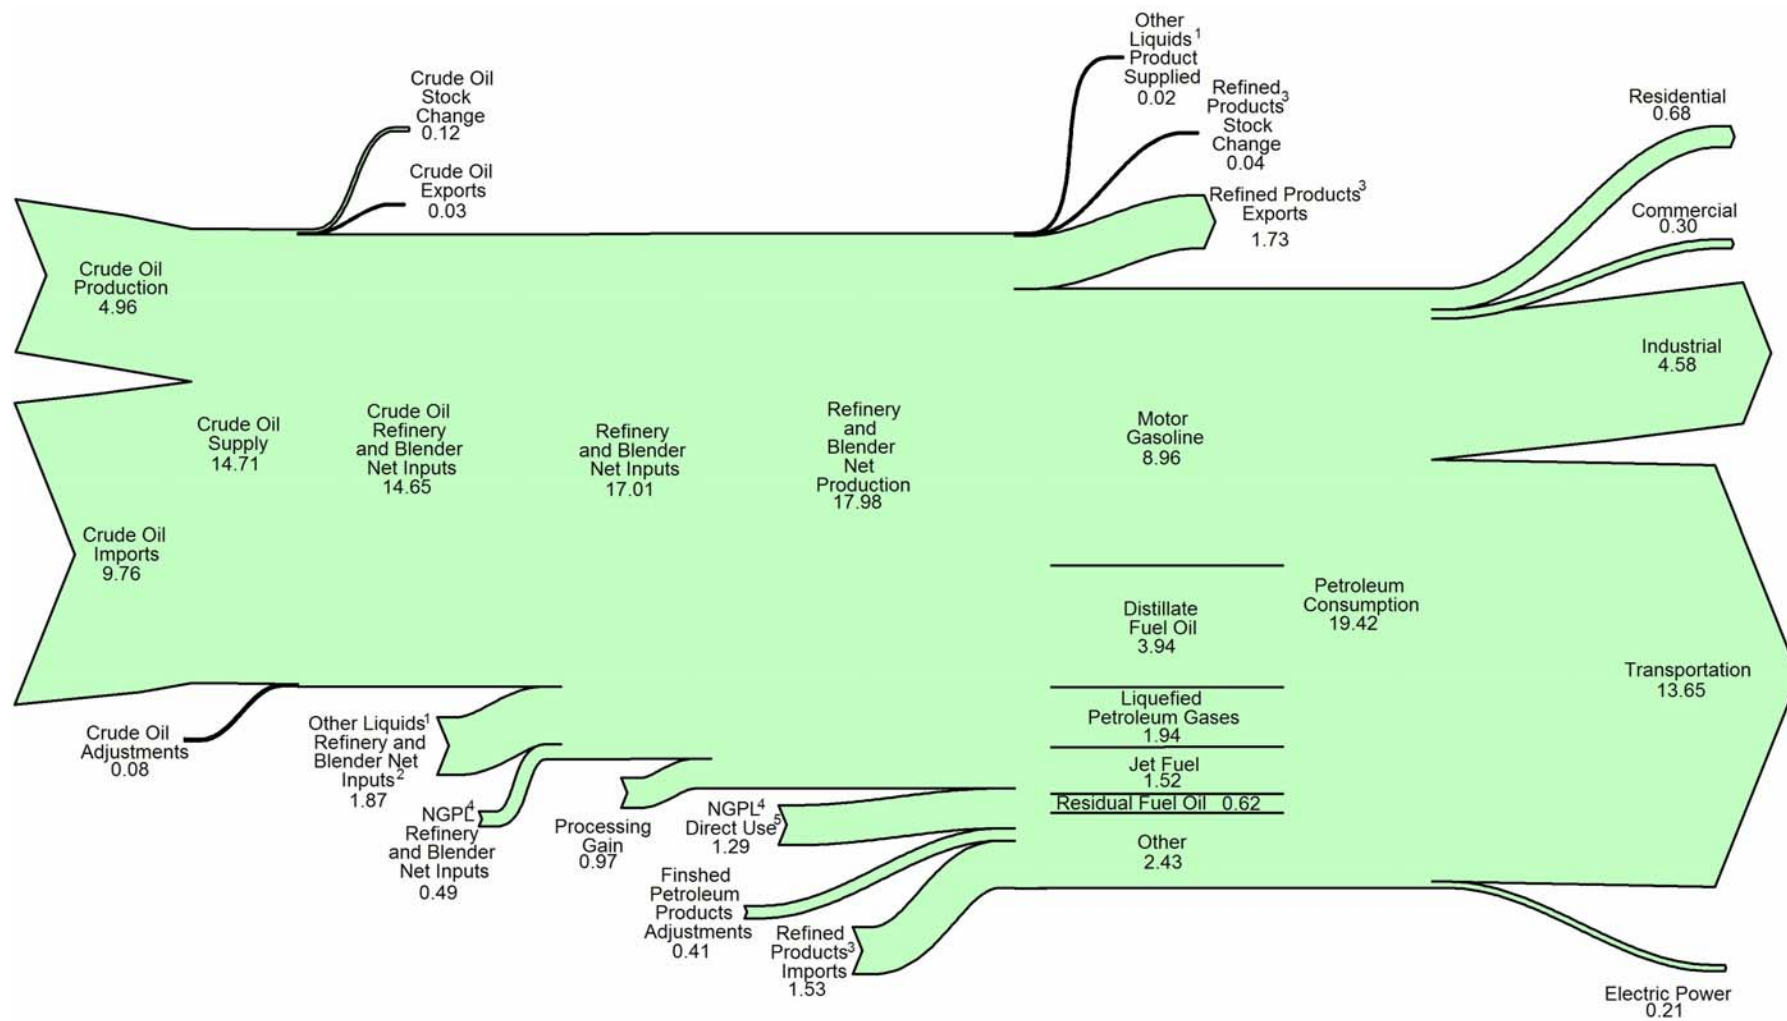 Crude Oil
Stock
Change
0.12
Crude Oil
Exports
0.03
Other
Liquids1
Product
Supplied
0.02
Refined3
Products
Stock
Change
0.04
Refined Products3
Exports
1.73
Residential
0.68
Commercial
0.30
Crude Oil
Production
4.96
Industrial
4.58
Crude Oil
Supply
14.71
Crude Oil
Refinery
and Blender
Net Inputs
14.65
Refinery
and Blender
Net Inputs
17.01
Refinery
and
Blender
Net
Production
17.98
Motor
Gasoline
8.96
Crude Oil
Imports
9.76
Distillate
Fuel Oil
3.94
Petroleum
Consumption
19.42
Transportation
13.65
Liquefied
Petroleum Gases
1.94
Jet Fuel
1.52
Residual Fuel Oil 0.62
Other
2.43
Crude Oil
Adjustments
0.08
Other Liquids1
Refinery and
Blender Net
Inputs2
1.87
NGPL4
Refinery
and Blender
Net Inputs
0.49
Processing
Gain
0.97
NGPL4
Direct Use5
1.29
Finshed
Petroleum
Products
Adjustments
0.41
Refined
Products3
Imports
1.53
Electric Power
0.21